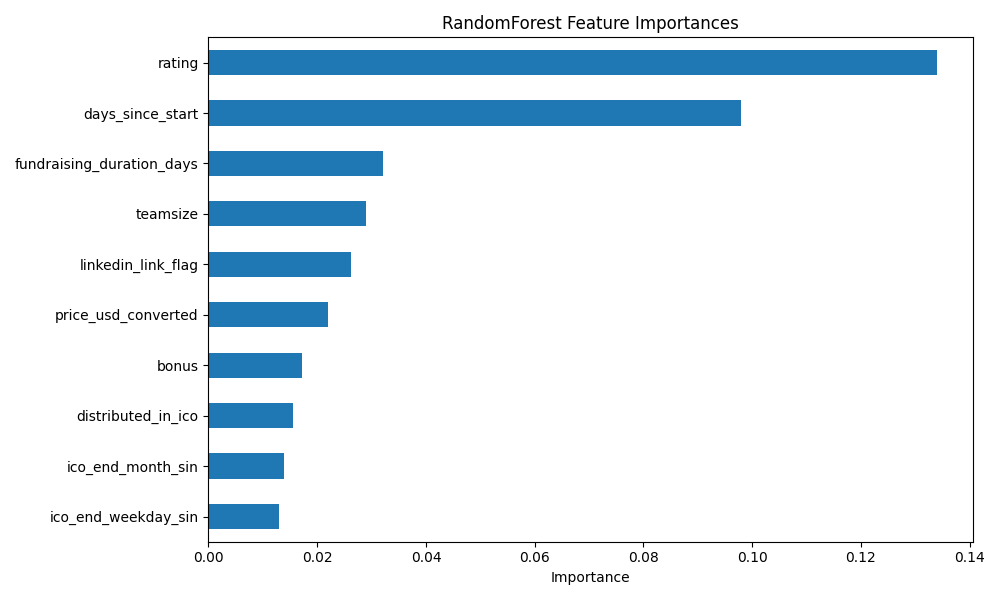 RandomForest Feature Importances
rating
days_since_start
fundraising_duration_days
teamsize
linkedin_link_flag
price_usd_converted
bonus
distributed_in_ico
ico_end_month_sin
ico_end_weekday_sin
0.00 0.02 0.04 0.06 0.08 0.10 0.12 0.14
Importance